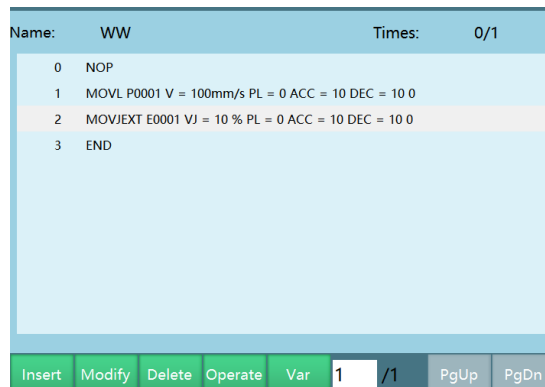 Name: WW Times: 0/1
0 NOP
1 MOVL P0001 V = 100mm/s PL = 0 ACC = 10 DEC = 10 0
2 MOVJEXT E0001 VJ = 10 % PL = 0 ACC = 10 DEC = 10 0
3 END
Insert Modify Delete Operate Var 1 /1 PgUp PgDn